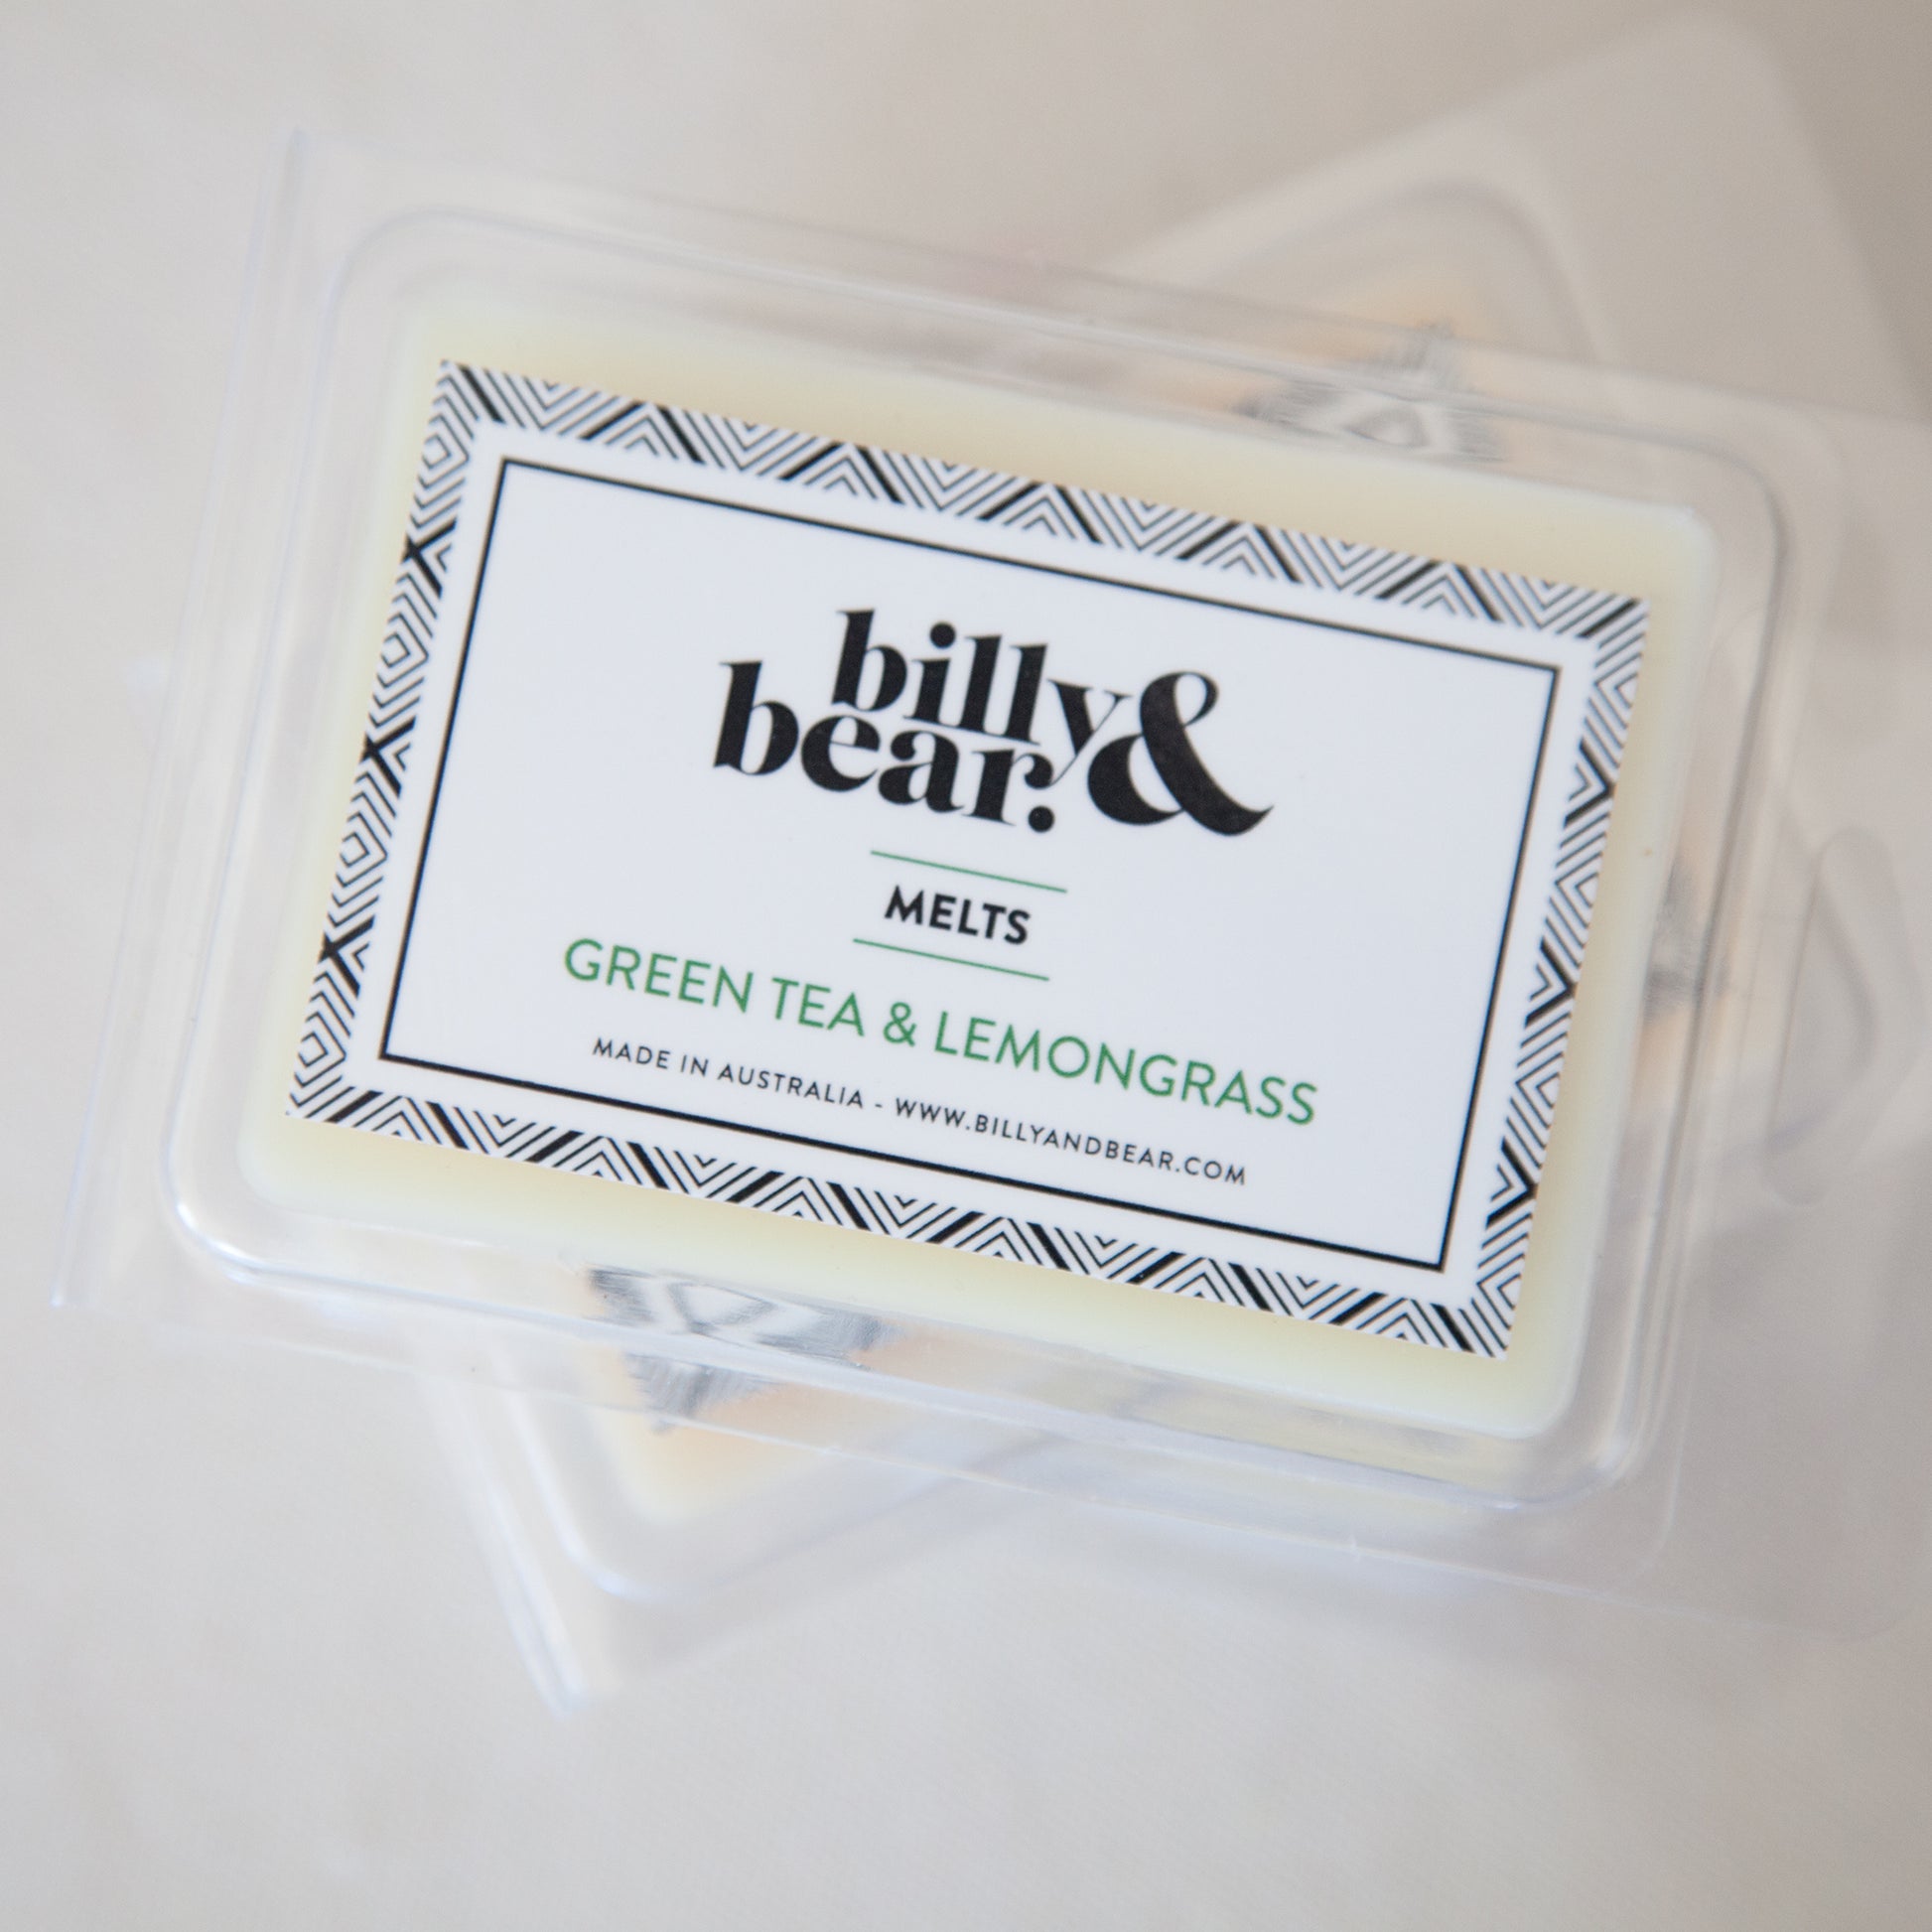 billy &
bear.
MELTS
GREEN TEA & LEMONGRASS
MADE IN AUSTRALIA - WWW.BILLYANDBEAR.COM